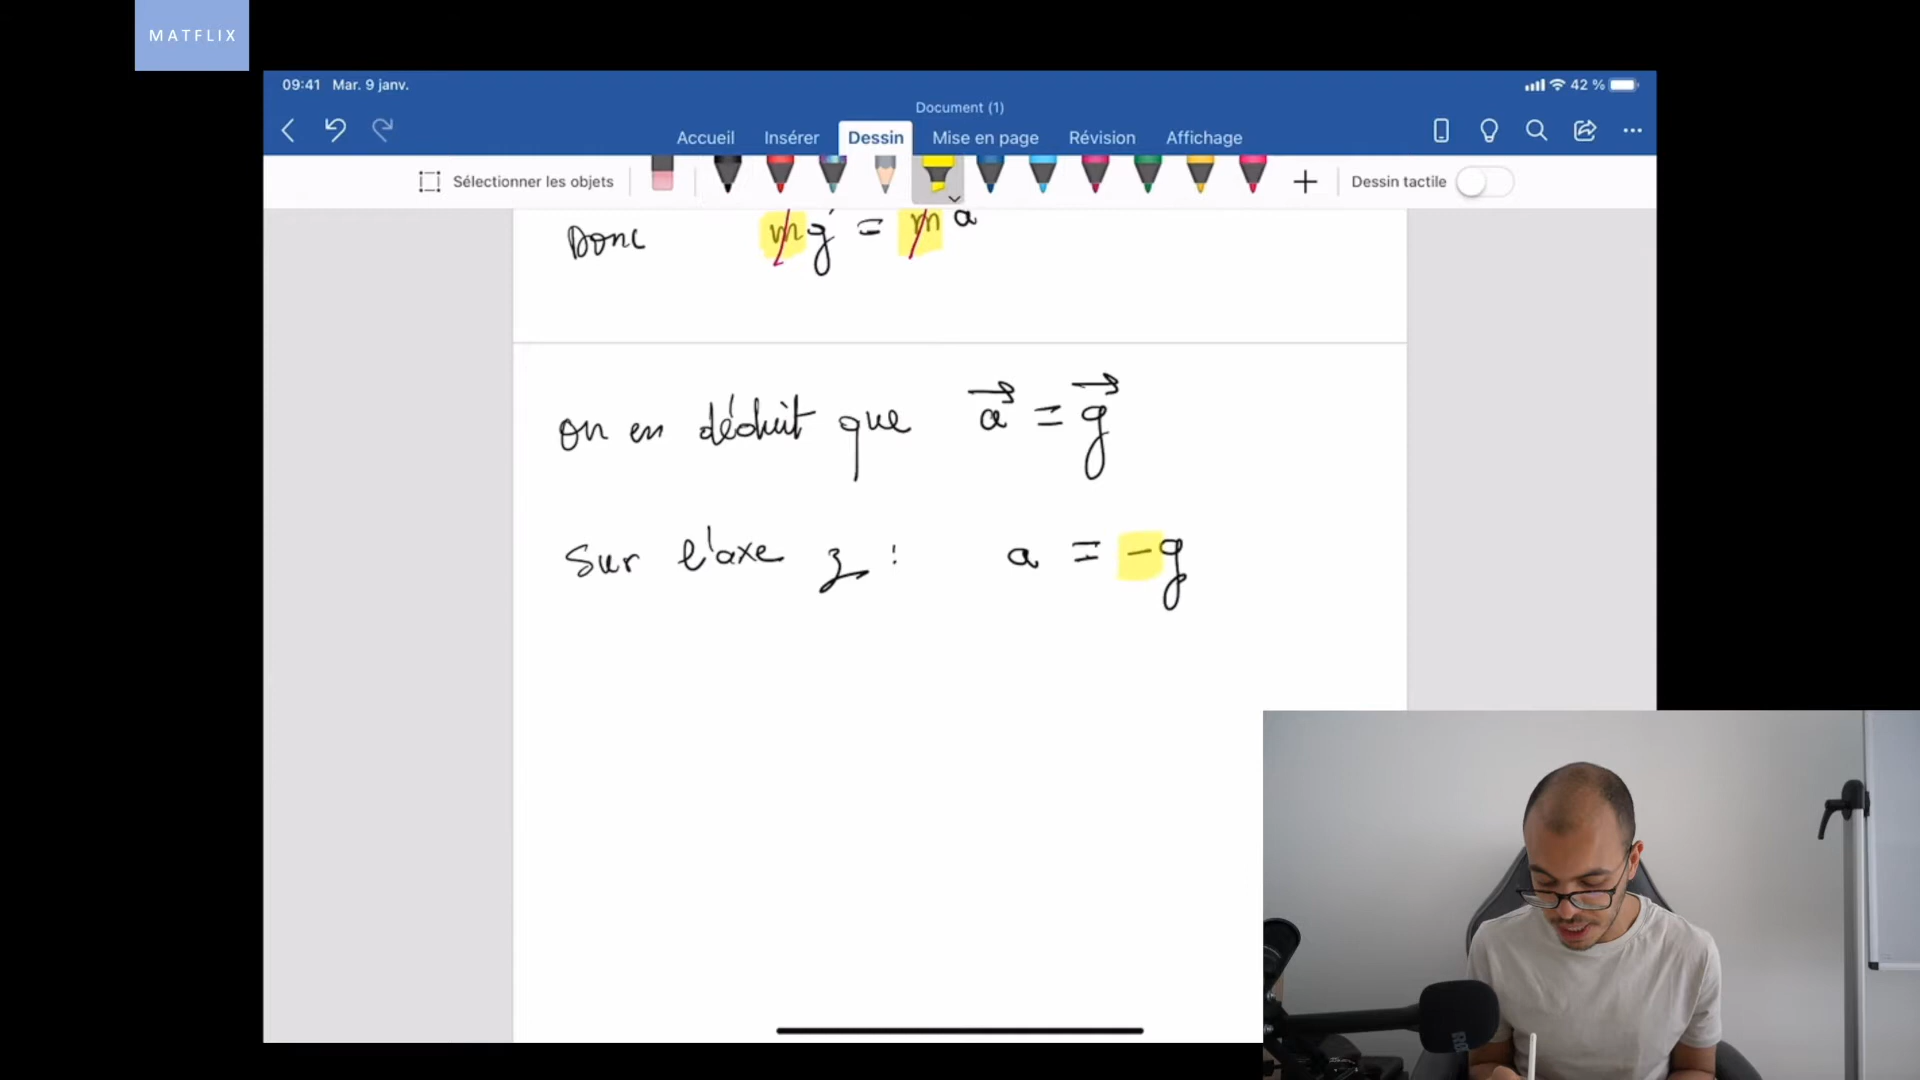 MATFLIX
09:41 Mar. 9 janv. 42 %
Document (1)
Accueil Insérer Dessin Mise en page Révision Affichage
Sélectionner les objets Dessin tactile
Donc mg = ma
on en déduit que a⃗ = g⃗
Sur l'axe z : a = -g